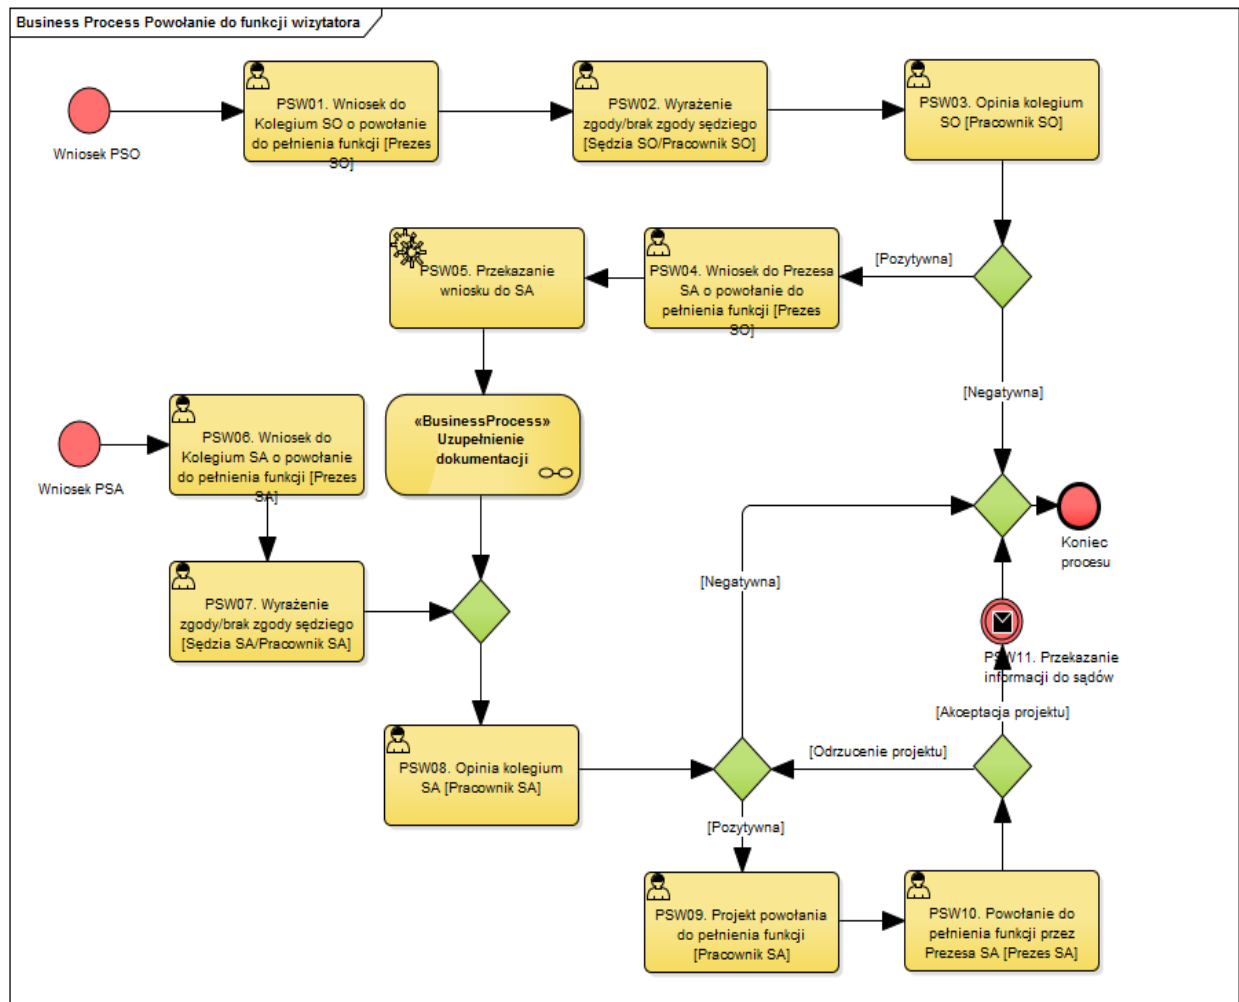 Business Process Powołanie do funkcji wizytatora
Wniosek PSO
PSW01. Wniosek do
Kolegium SO o powołanie
do pełnienia funkcji [Prezes
SO]
PSW02. Wyrażenie
zgody/brak zgody sędziego
[Sędzia SO/Pracownik SO]
PSW03. Opinia kolegium
SO [Pracownik SO]
[Pozytywna]
[Negatywna]
PSW04. Wniosek do Prezesa
SA o powołanie do
pełnienia funkcji [Prezes
SO]
PSW05. Przekazanie
wniosku do SA
«BusinessProcess»
Uzupełnienie
dokumentacji
Wniosek PSA
PSW06. Wniosek do
Kolegium SA o powołanie
do pełnienia funkcji [Prezes
SA]
PSW07. Wyrażenie
zgody/brak zgody sędziego
[Sędzia SA/Pracownik SA]
PSW08. Opinia kolegium
SA [Pracownik SA]
[Negatywna]
[Pozytywna]
PSW09. Projekt powołania
do pełnienia funkcji
[Pracownik SA]
PSW10. Powołanie do
pełnienia funkcji przez
Prezesa SA [Prezes SA]
[Odrzucenie projektu]
[Akceptacja projektu]
PSW11. Przekazanie
informacji do sądów
Koniec
procesu